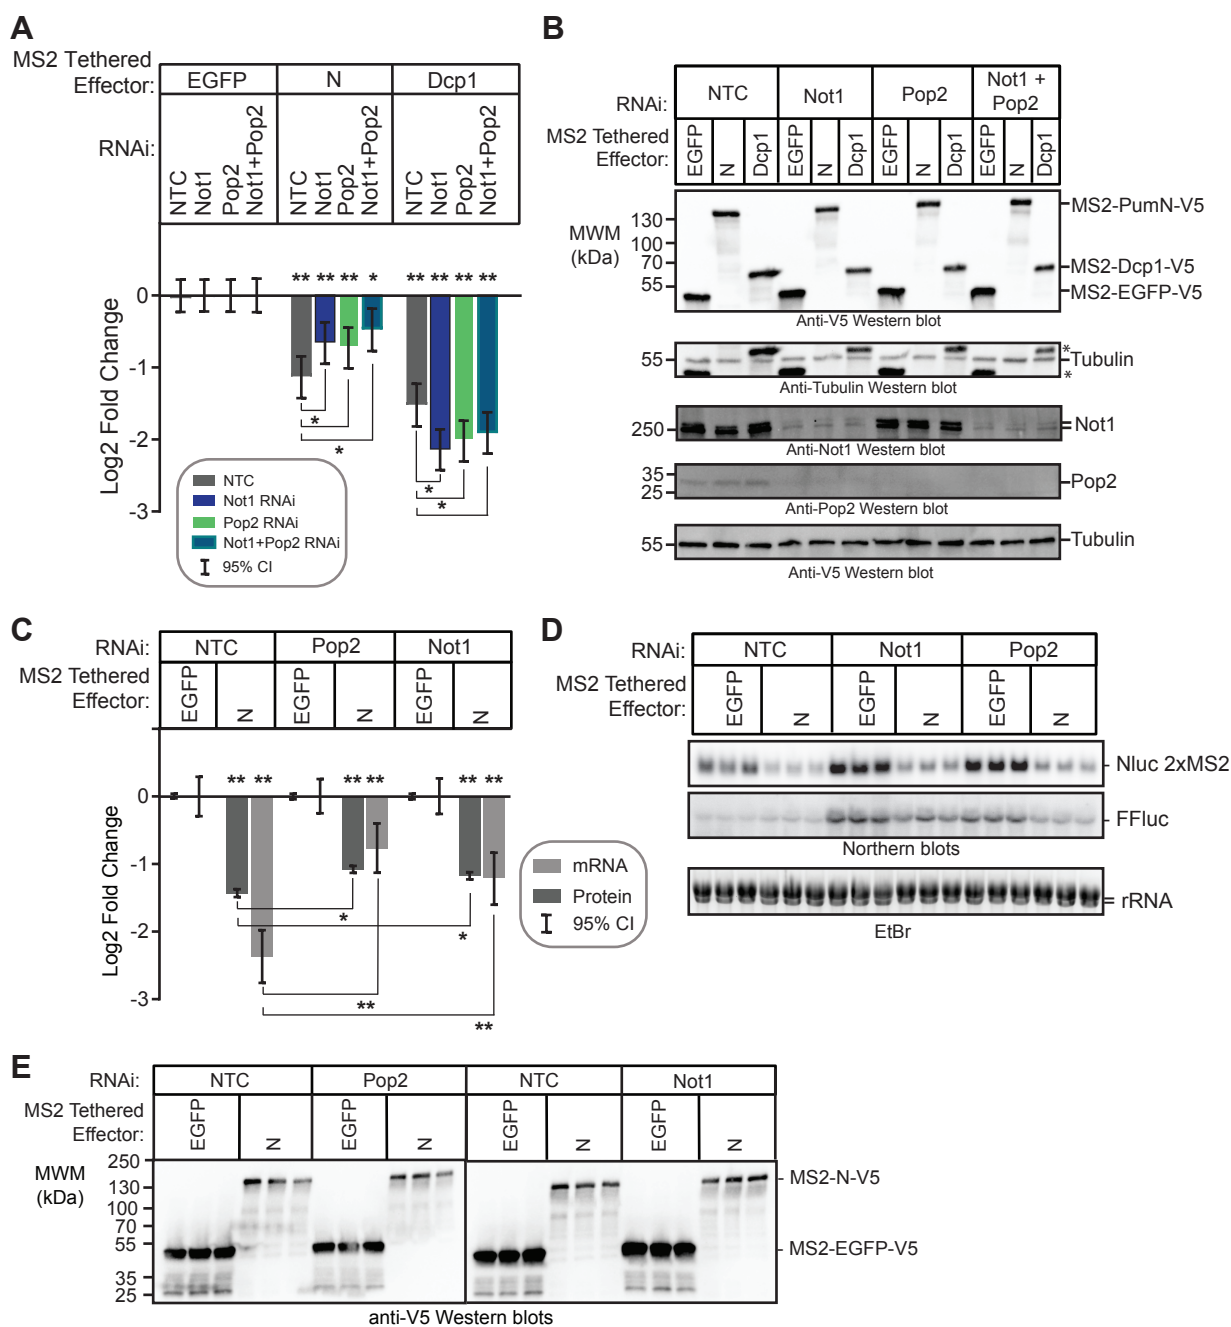 A
MS2 Tethered
Effector:
EGFP
N
Dcp1
RNAi:
NTC
Not1
Pop2
Not1+Pop2
NTC
Not1
Pop2
Not1+Pop2
NTC
Not1
Pop2
Not1+Pop2
** ** ** *
** ** ** **
Log2 Fold Change
0
-1
-2
-3
*
*
*
*
NTC
Not1 RNAi
Pop2 RNAi
Not1+Pop2 RNAi
95% CI
B
RNAi:
NTC
Not1
Pop2
Not1 +
Pop2
MS2 Tethered
Effector:
EGFP
N
Dcp1
EGFP
N
Dcp1
EGFP
N
Dcp1
EGFP
N
Dcp1
MWM
(kDa)
130
100
70
55
MS2-PumN-V5
MS2-Dcp1-V5
MS2-EGFP-V5
Anti-V5 Western blot
55
*
Tubulin
*
Anti-Tubulin Western blot
250
Not1
Anti-Not1 Western blot
35
25
Pop2
Anti-Pop2 Western blot
55
Tubulin
Anti-V5 Western blot
C
RNAi:
NTC
Pop2
Not1
MS2 Tethered
Effector:
EGFP
N
EGFP
N
EGFP
N
** **
** **
** **
Log2 Fold Change
0
-1
-2
-3
*
*
**
**
mRNA
Protein
95% CI
D
RNAi:
NTC
Not1
Pop2
MS2 Tethered
Effector:
EGFP
N
EGFP
N
EGFP
N
Nluc 2xMS2
FFluc
Northern blots
rRNA
EtBr
E
RNAi:
NTC
Pop2
NTC
Not1
MS2 Tethered
Effector:
EGFP
N
EGFP
N
EGFP
N
EGFP
N
MWM
(kDa)
250
130
100
70
55
35
25
MS2-N-V5
MS2-EGFP-V5
anti-V5 Western blots